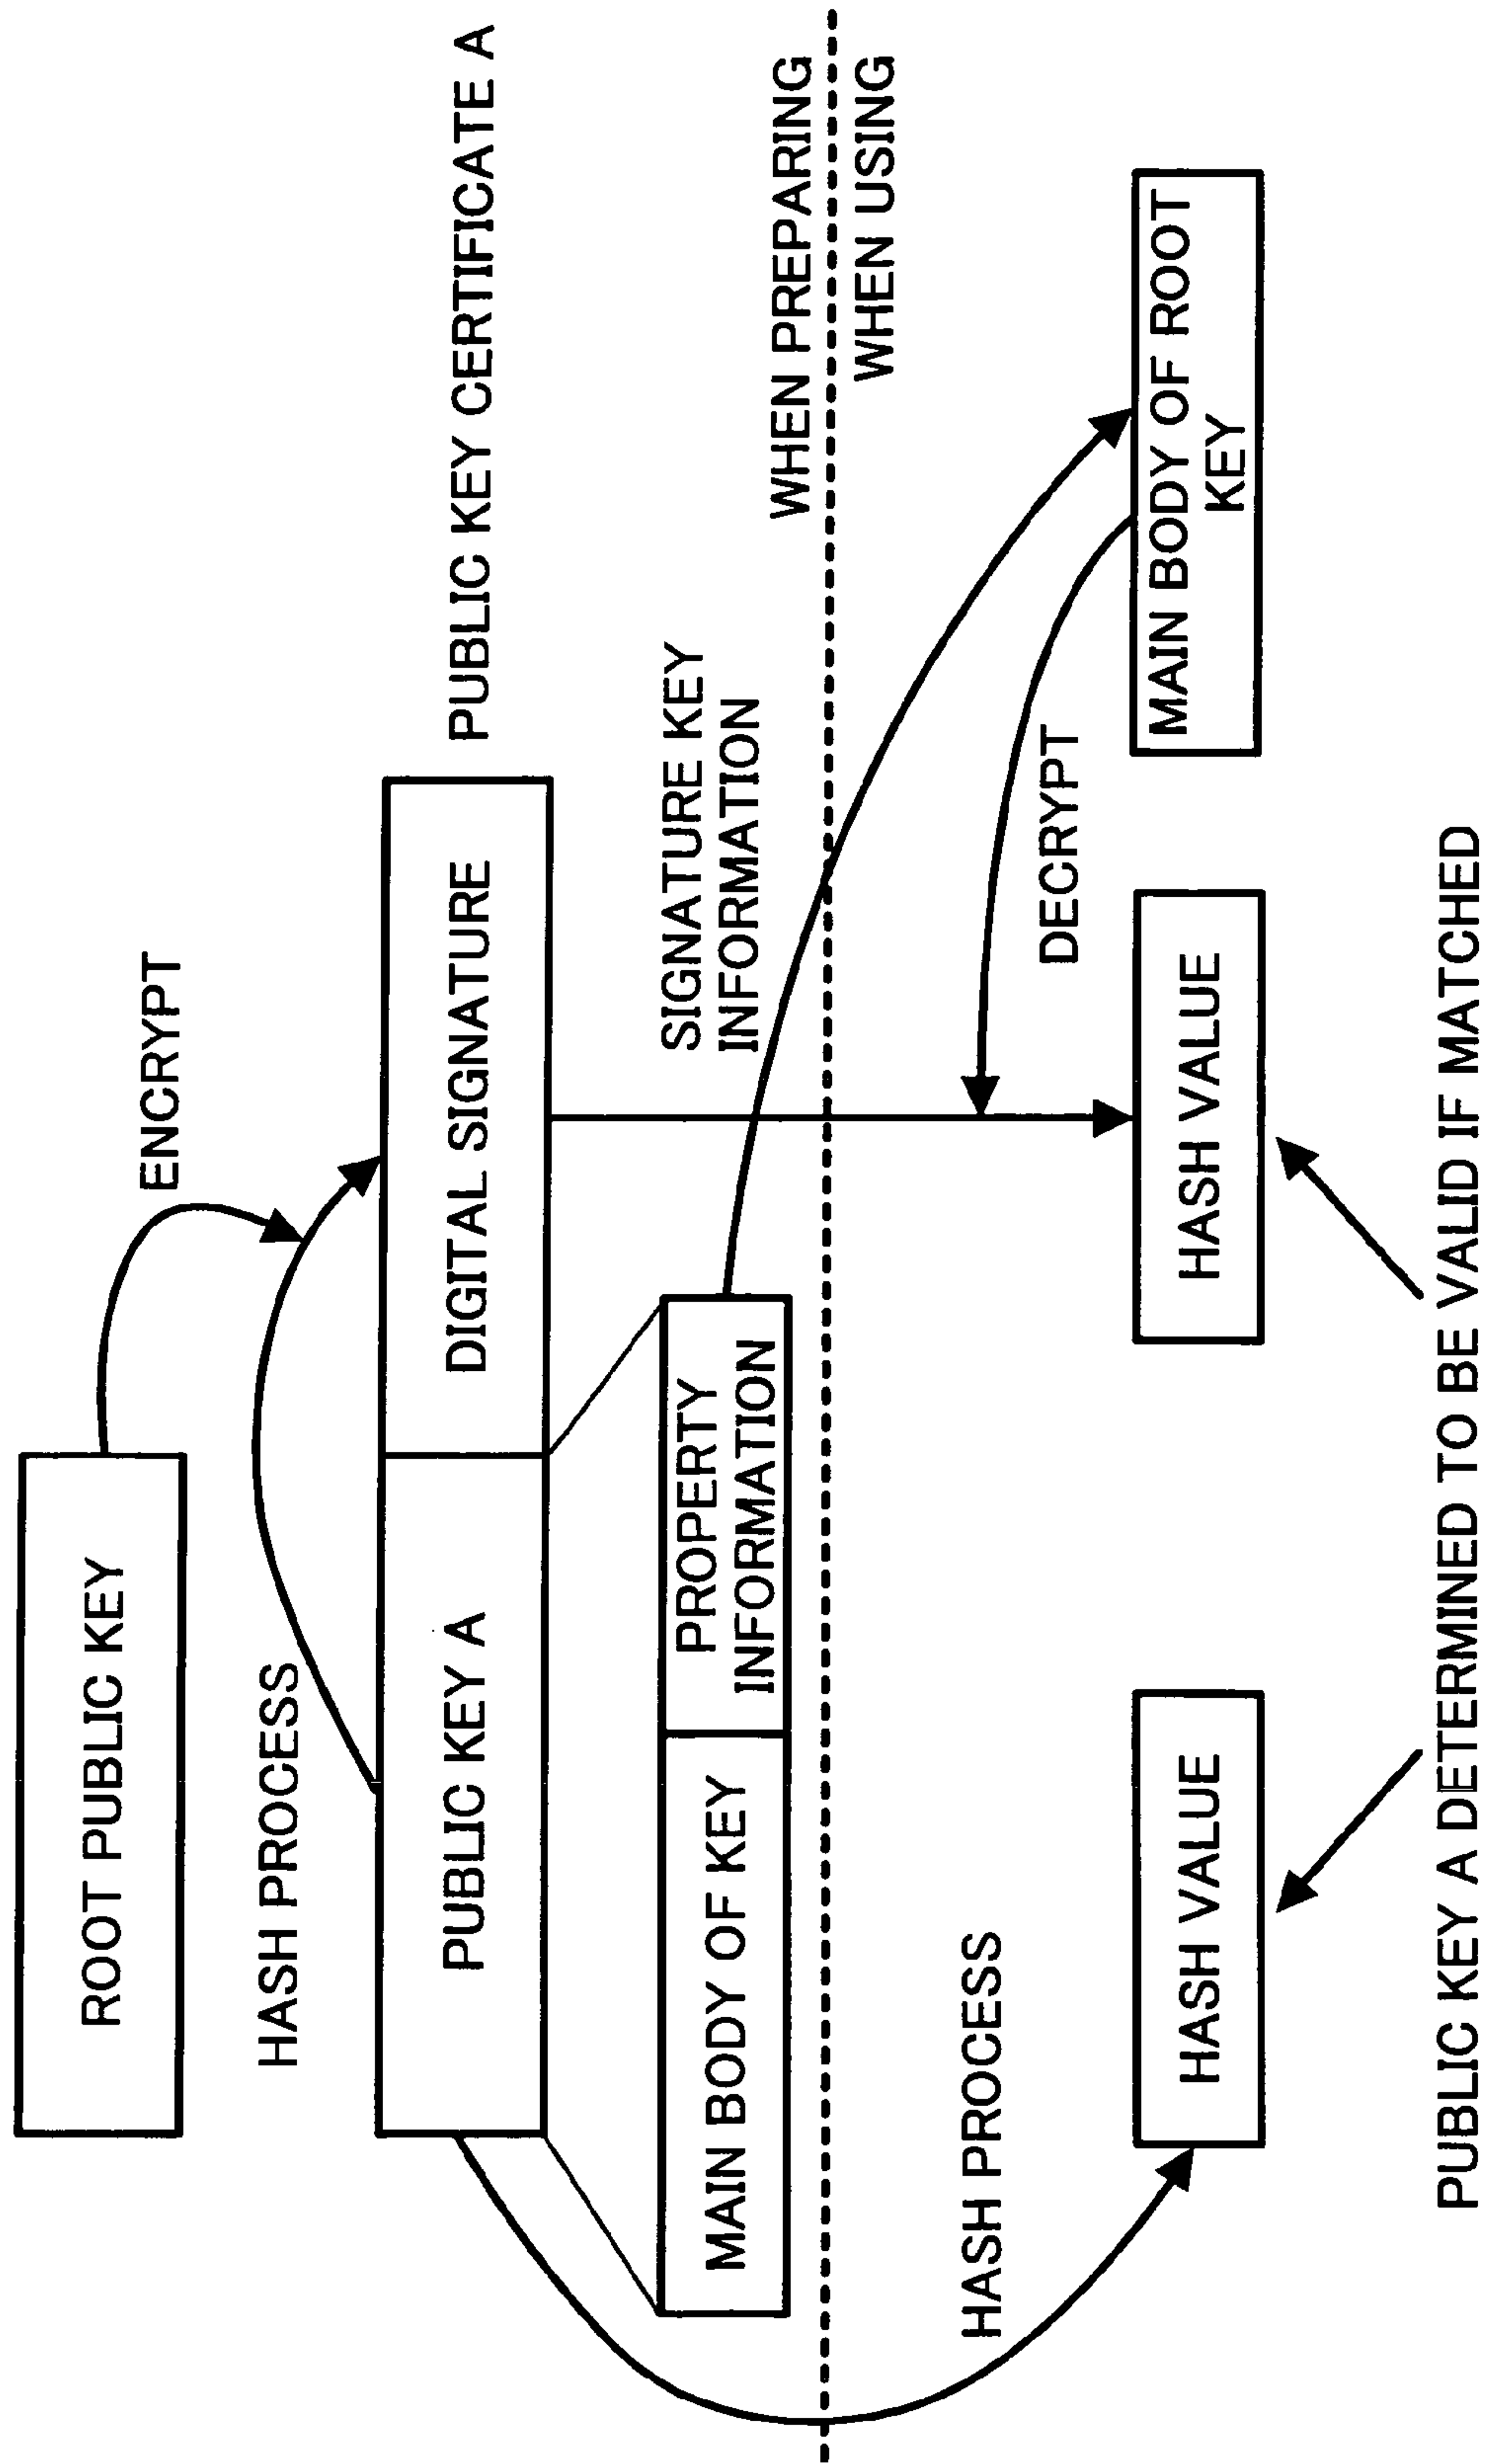 ROOT PUBLIC KEY
ENCRYPT
HASH PROCESS
PUBLIC KEY A
DIGITAL SIGNATURE
PUBLIC KEY CERTIFICATE A
MAIN BODY OF KEY
PROPERTY
INFORMATION
SIGNATURE KEY
INFORMATION
WHEN PREPARING
WHEN USING
HASH PROCESS
DECRYPT
HASH VALUE
HASH VALUE
MAIN BODY OF ROOT
KEY
PUBLIC KEY A DETERMINED TO BE VALID IF MATCHED